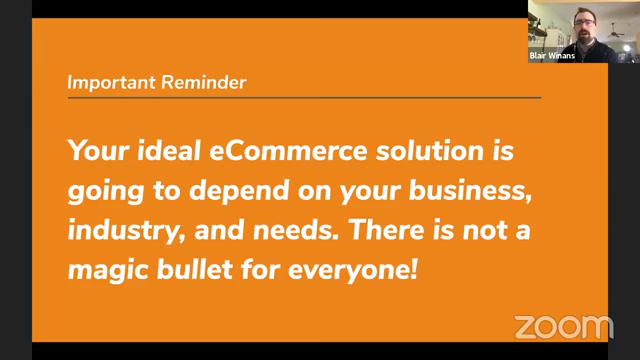 Blair Winans
Important Reminder
Your ideal eCommerce solution is
going to depend on your business,
industry, and needs. There is not a
magic bullet for everyone!
zoom